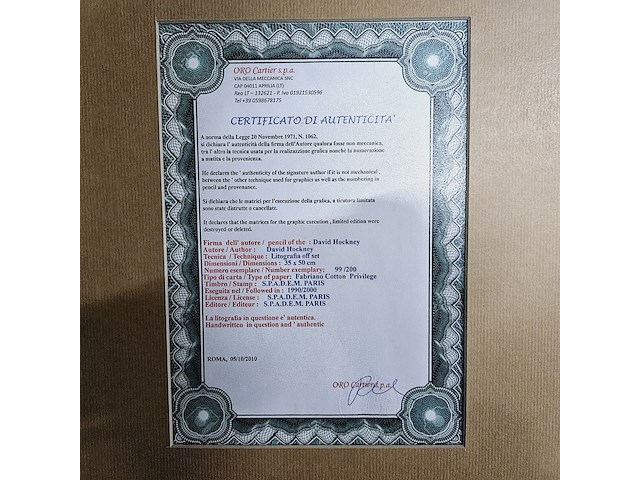 ORO Cartier s.p.a.
VIA DELLA MECCANICA SNC
CAP 04011 APRILIA (LT)
Rea LT – 132621 - P. Iva 01921530596
Tel +39 0598678175
CERTIFICATO DI AUTENTICITA'
A norma della Legge 20 Novembre 1971, N. 1062,
si dichiara l' autenticità della firma dell'Autore qualora fosse non meccanica,
tra l' altro la tecnica usata per la realizzazione grafica nonché la numerazione
a matita e la provenienza.
He declares the ' authenticity of the signature author if it is not mechanical ,
between the ' other technique used for graphics as well as the numbering in
pencil and provenance.
Si dichiara che le matrici per l'esecuzione della grafica, a tiratura limitata
sono state distrutte o cancellate.
It declares that the matrices for the graphic execution , limited edition were
destroyed or deleted.
Firma dell' autore / pencil of the : David Hockney
Autore / Author : David Hockney
Tecnica / Technique : Litografia off set
Dimensioni / Dimensions : 35 x 50 cm
Numero esemplare / Number exemplary: 99 /200
Tipo di carta / Type of paper: Fabriano Cotton Privilege
Timbro / Stamp : S.P.A.D.E.M. PARIS
Eseguita nel / Followed in : 1990/2000
Licenza / License : S.P.A.D.E.M. PARIS
Editore / Editeur : S.P.A.D.E.M. PARIS
La litografia in questione e' autentica.
Handwritten in question and ' authentic
ROMA, 05/10/2010
ORO Cartier s.p.a.